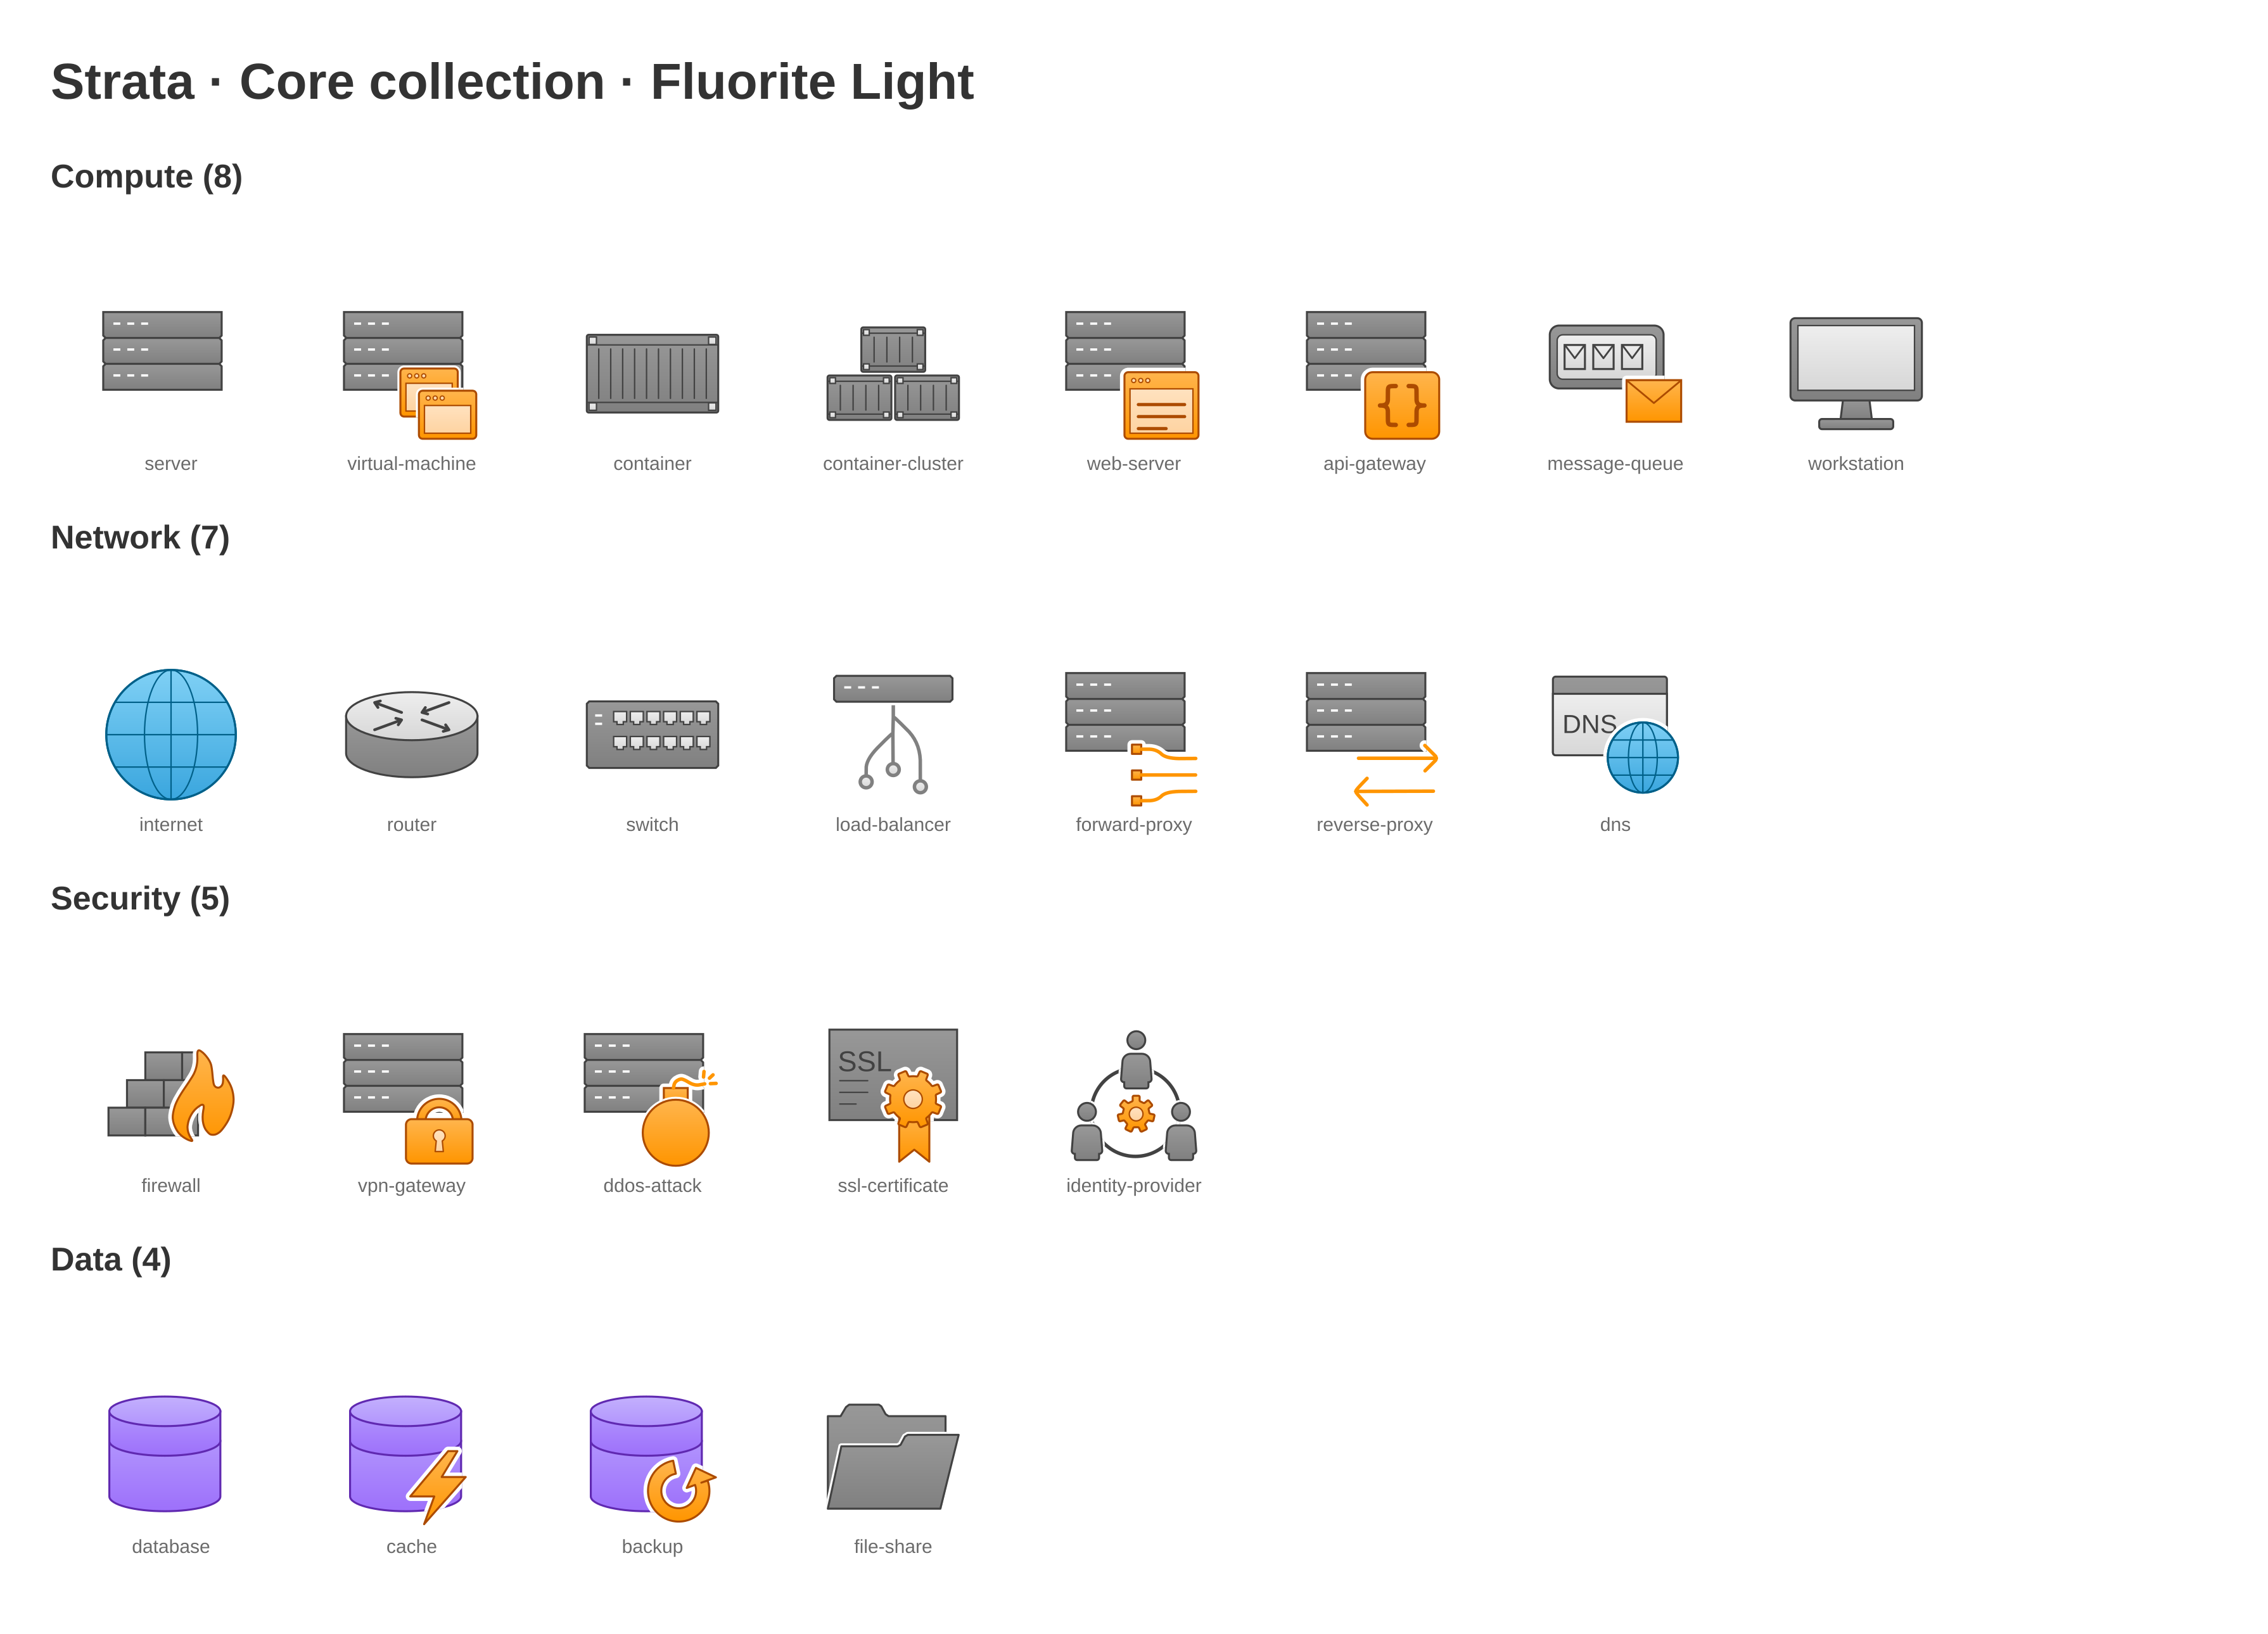 Strata · Core collection · Fluorite Light
Compute (8)
server virtual-machine container container-cluster web-server api-gateway message-queue workstation
Network (7)
DNS
internet router switch load-balancer forward-proxy reverse-proxy dns
Security (5)
SSL
firewall vpn-gateway ddos-attack ssl-certificate identity-provider
Data (4)
database cache backup file-share